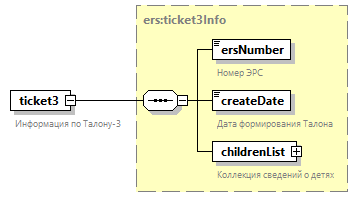 ers:ticket3Info
ersNumber
Номер ЭРС
ticket3
Информация по Талону-3
createDate
Дата формирования Талона
childrenList
Коллекция сведений о детях